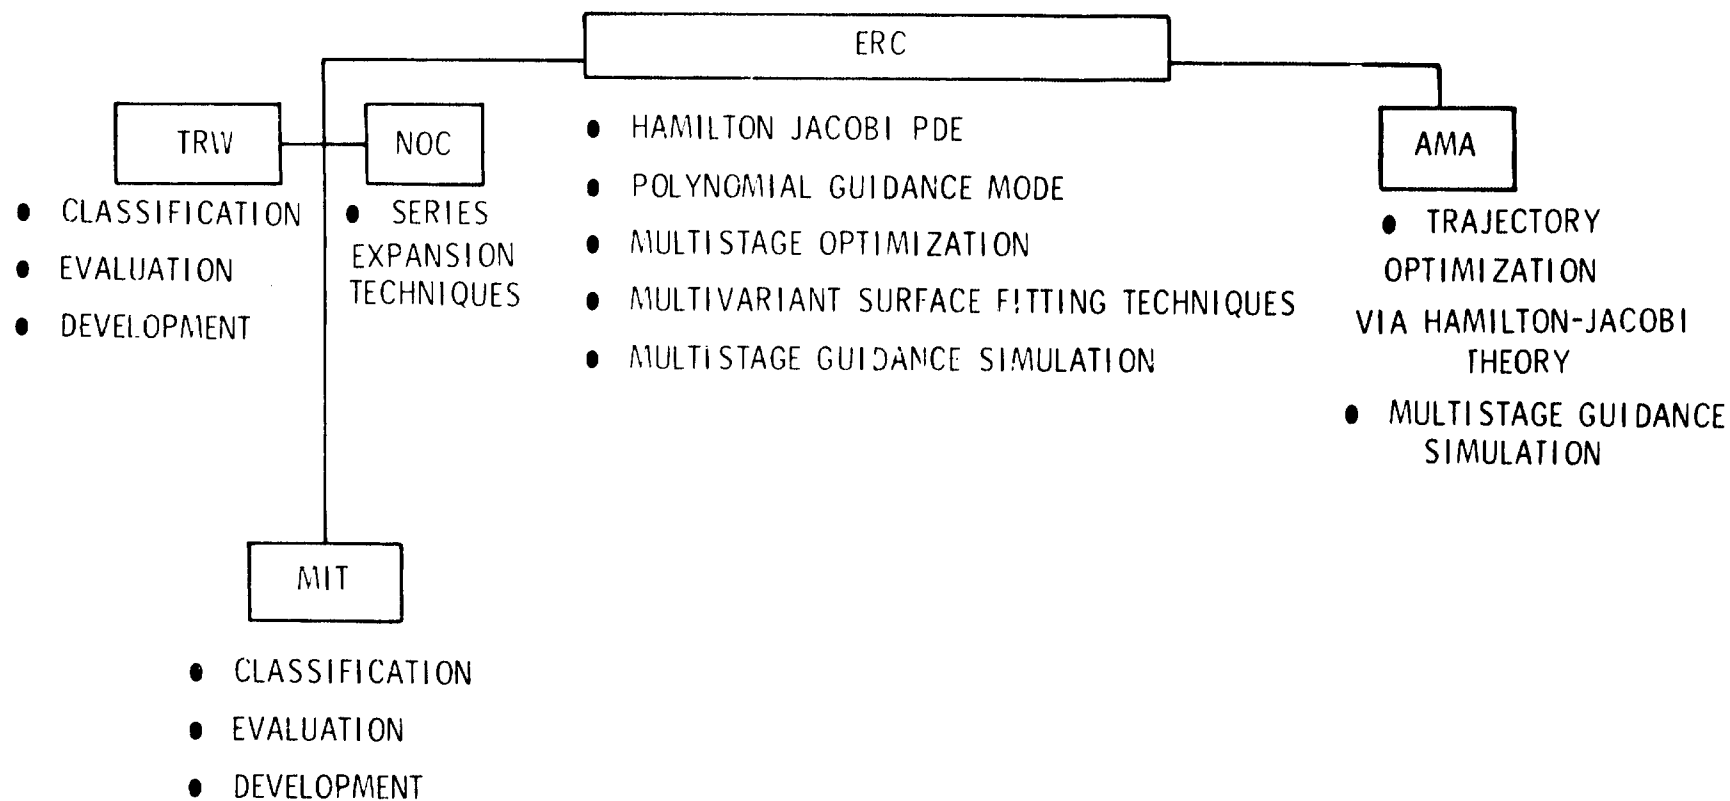 ERC
TRW
• CLASSIFICATION
• EVALUATION
• DEVELOPMENT
NOC
• SERIES
EXPANSION
TECHNIQUES
• HAMILTON JACOBI PDE
• POLYNOMIAL GUIDANCE MODE
• MULTISTAGE OPTIMIZATION
• MULTIVARIANT SURFACE FITTING TECHNIQUES
• MULTISTAGE GUIDANCE SIMULATION
AMA
• TRAJECTORY
OPTIMIZATION
VIA HAMILTON-JACOBI
THEORY
• MULTISTAGE GUIDANCE
SIMULATION
MIT
• CLASSIFICATION
• EVALUATION
• DEVELOPMENT